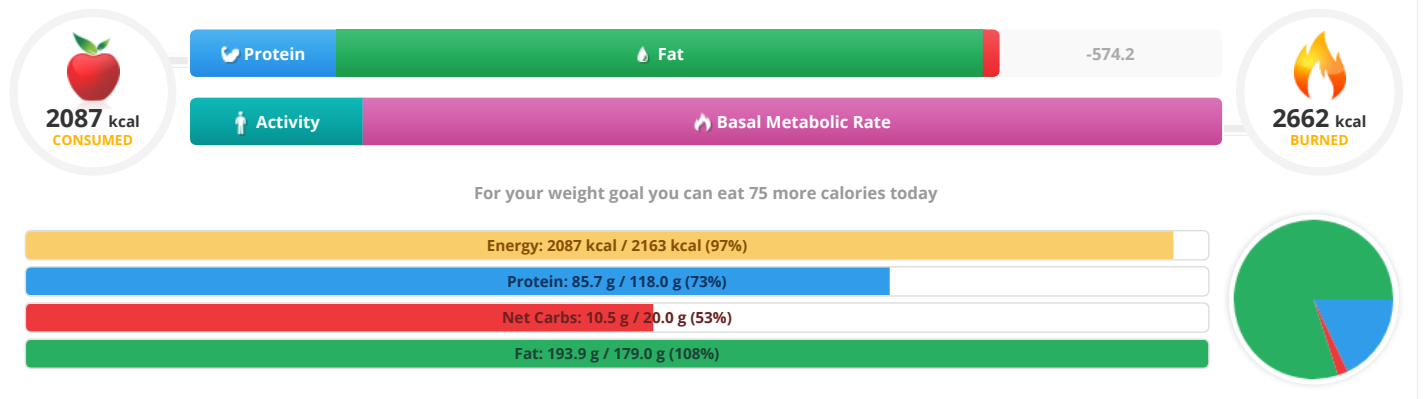 Protein
Fat
-574.2
2087 kcal
CONSUMED
2662 kcal
BURNED
Activity
Basal Metabolic Rate
For your weight goal you can eat 75 more calories today
Energy: 2087 kcal / 2163 kcal (97%)
Protein: 85.7 g / 118.0 g (73%)
Net Carbs: 10.5 g / 20.0 g (53%)
Fat: 193.9 g / 179.0 g (108%)